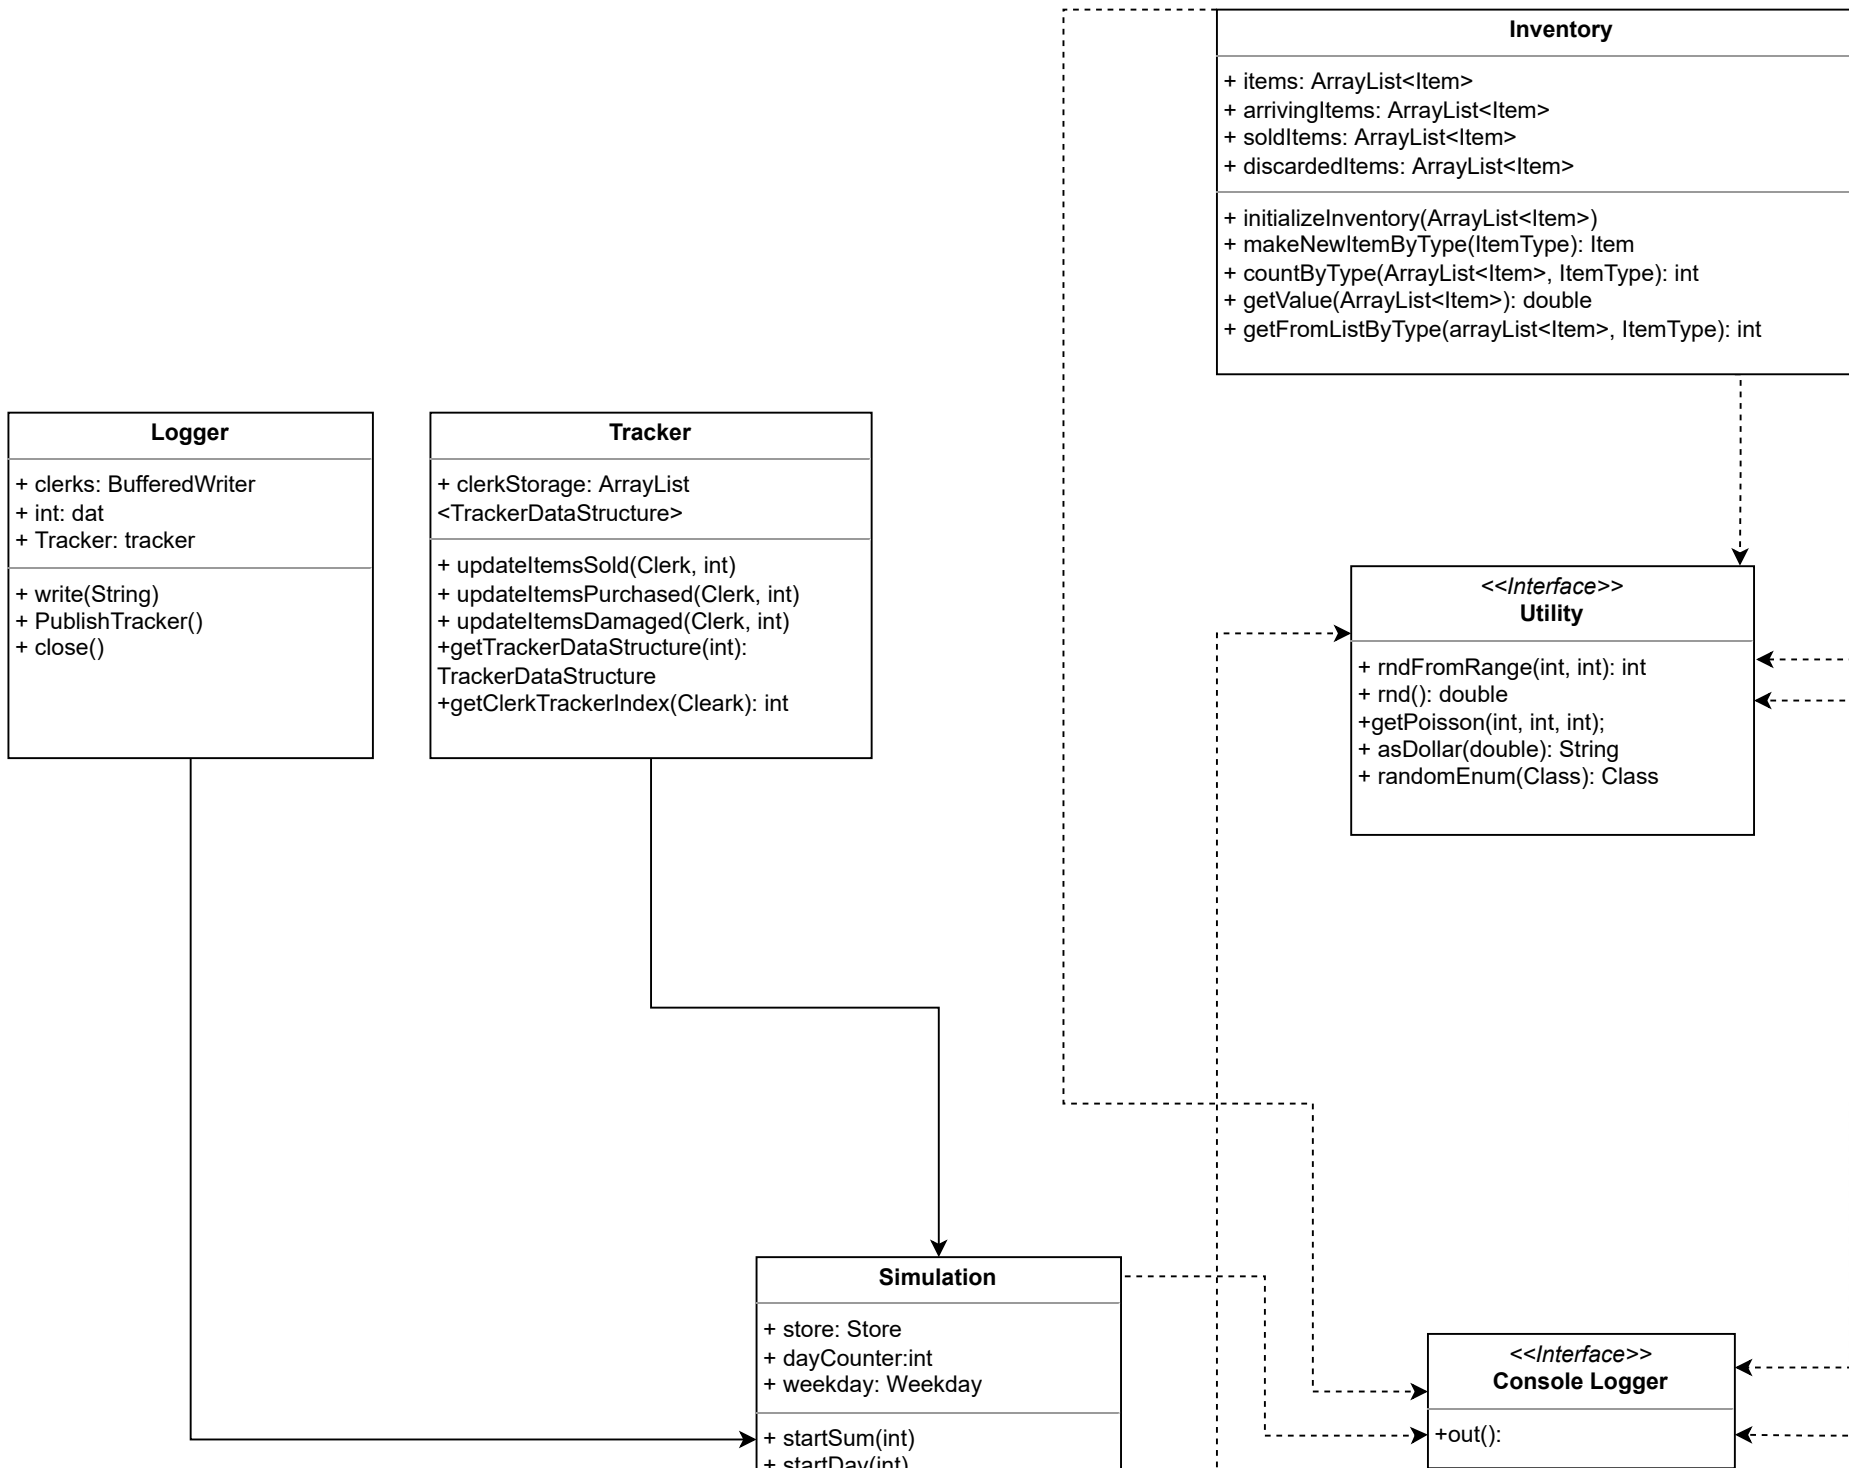 Inventory
+ items: ArrayList<Item>
+ arrivingItems: ArrayList<Item>
+ soldItems: ArrayList<Item>
+ discardedItems: ArrayList<Item>
+ initializeInventory(ArrayList<Item>)
+ makeNewItemByType(ItemType): Item
+ countByType(ArrayList<Item>, ItemType): int
+ getValue(ArrayList<Item>): double
+ getFromListByType(arrayList<Item>, ItemType): int
Logger
+ clerks: BufferedWriter
+ int: dat
+ Tracker: tracker
+ write(String)
+ PublishTracker()
+ close()
Tracker
+ clerkStorage: ArrayList
<TrackerDataStructure>
+ updateItemsSold(Clerk, int)
+ updateItemsPurchased(Clerk, int)
+ updateItemsDamaged(Clerk, int)
+getTrackerDataStructure(int):
TrackerDataStructure
+getClerkTrackerIndex(Cleark): int
<<Interface>>
Utility
+ rndFromRange(int, int): int
+ rnd(): double
+getPoisson(int, int, int);
+ asDollar(double): String
+ randomEnum(Class): Class
Simulation
+ store: Store
+ dayCounter:int
+ weekday: Weekday
+ startSum(int)
+ startDay(int)
<<Interface>>
Console Logger
+out():